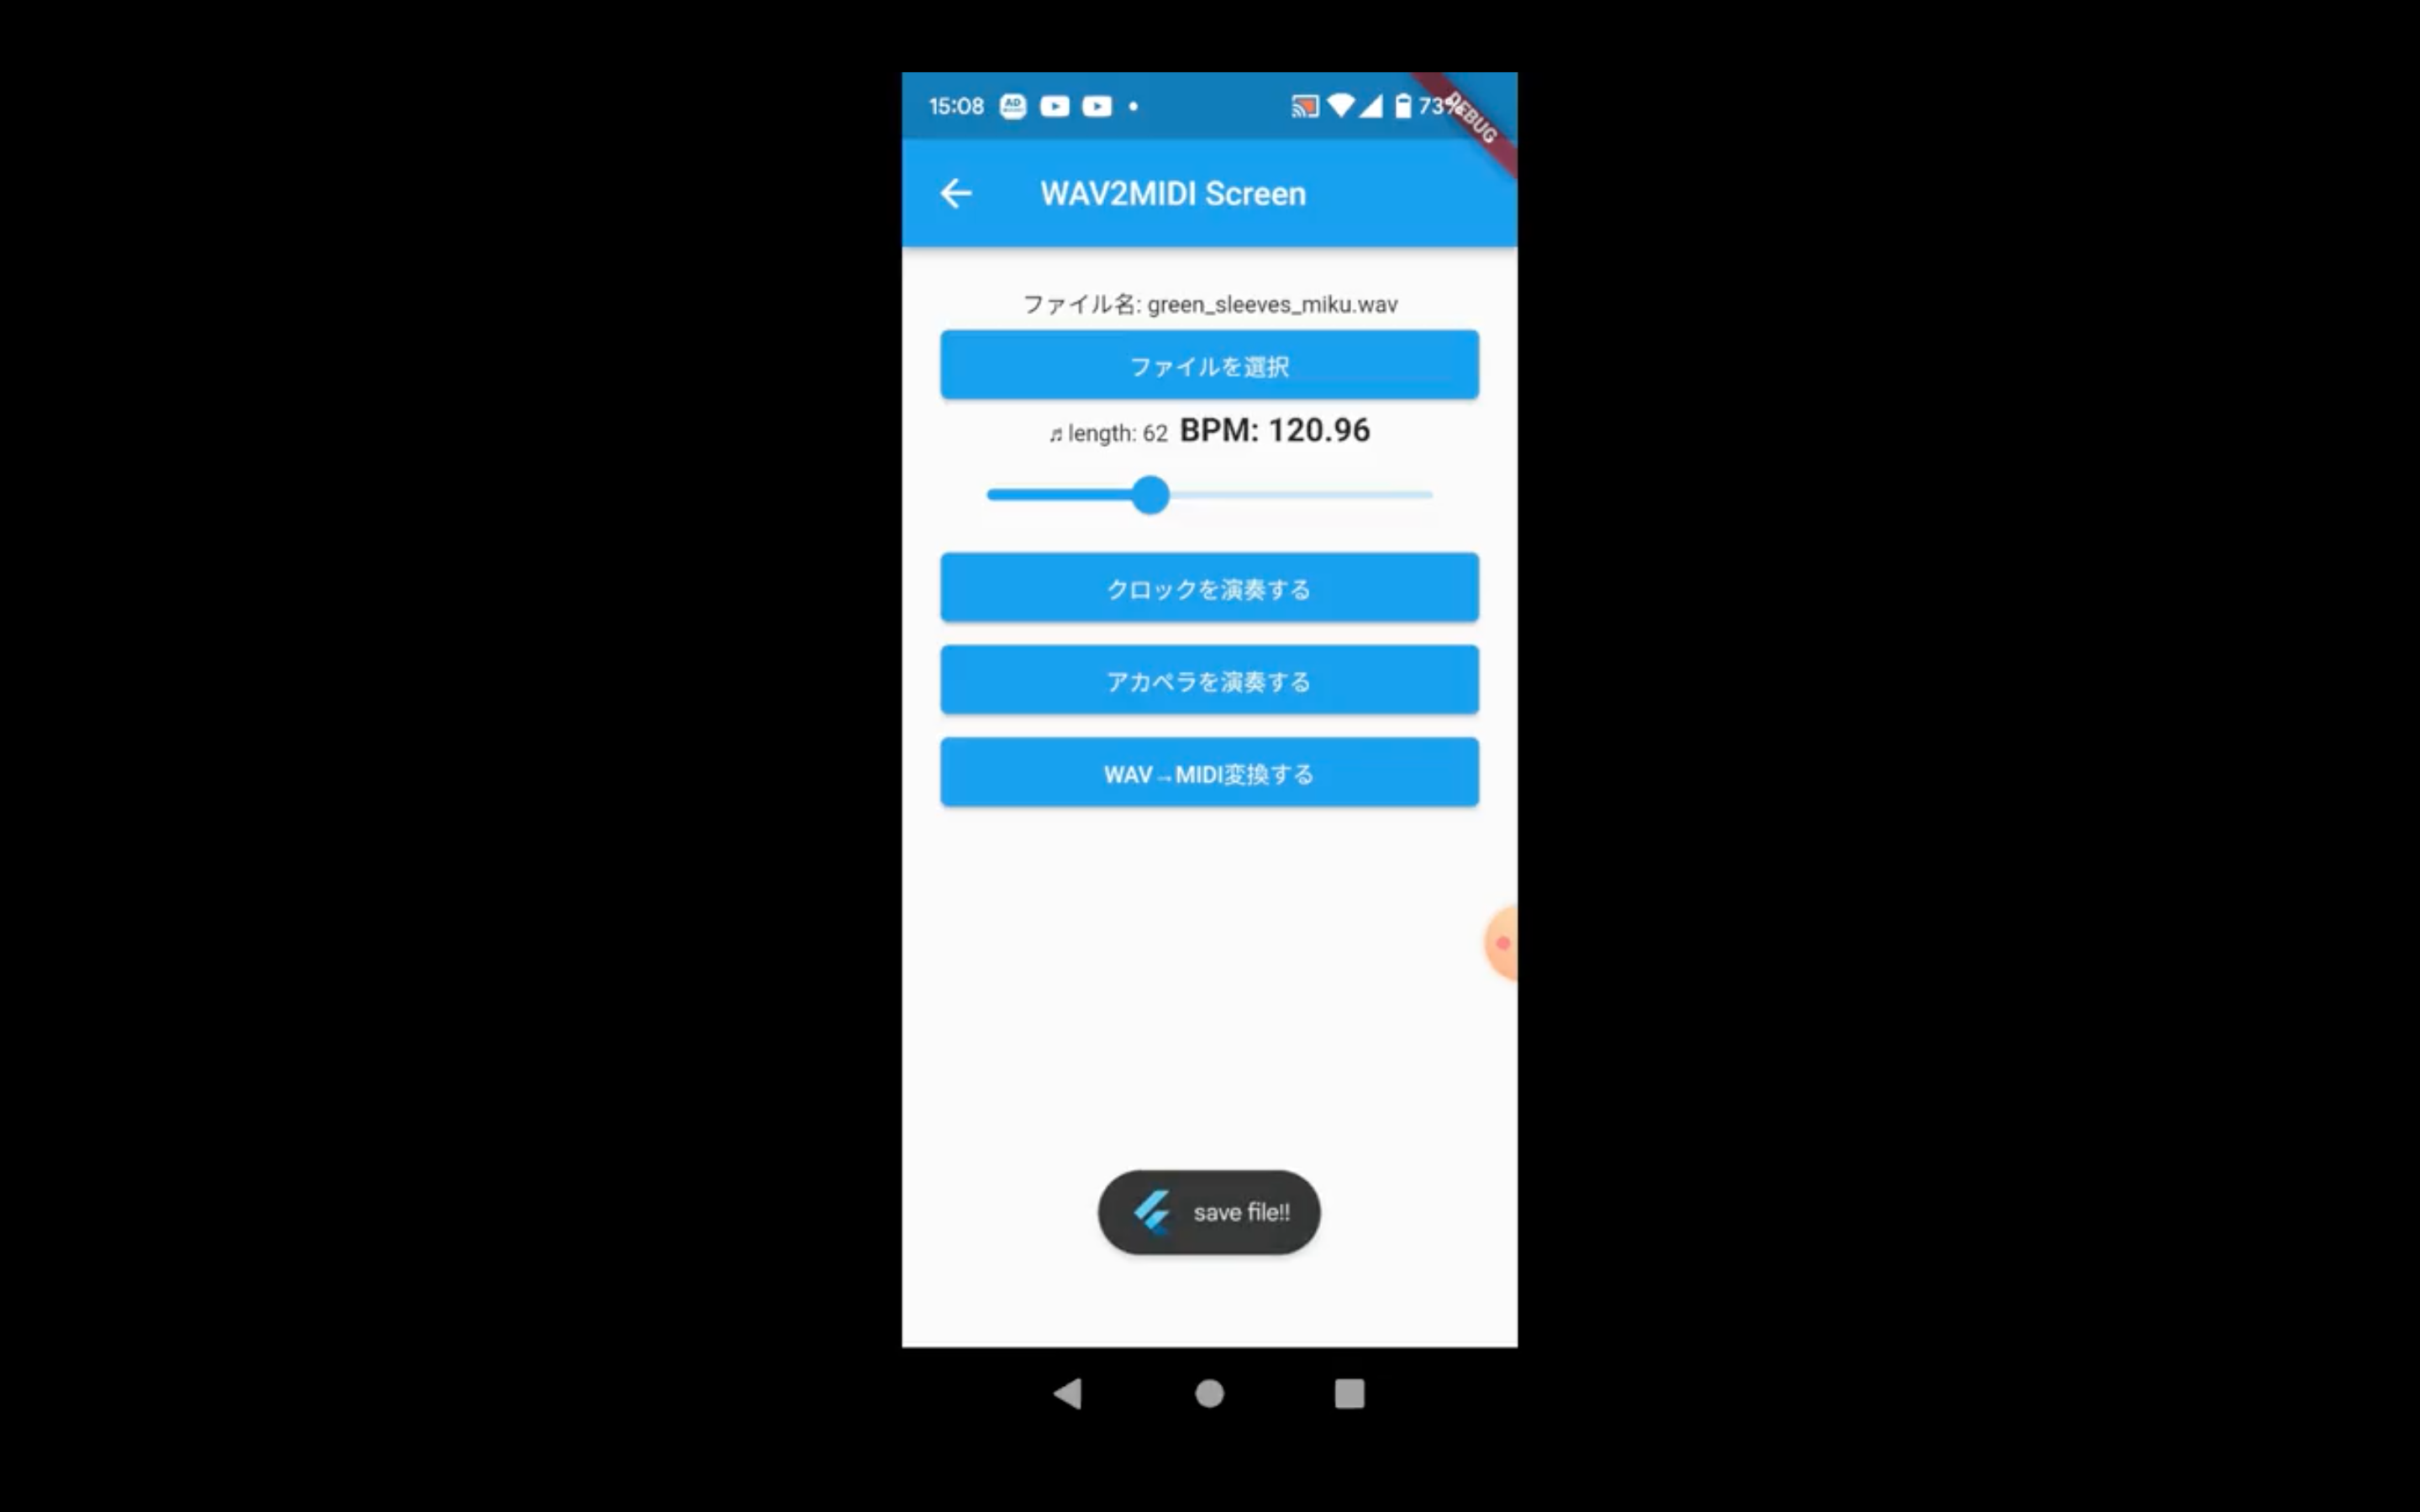 15:08 AD 73%
DEBUG
WAV2MIDI Screen
ファイル名: green_sleeves_miku.wav
ファイルを選択
♬ length: 62 BPM: 120.96
クロックを演奏する
アカペラを演奏する
WAV→MIDI変換する
save file!!